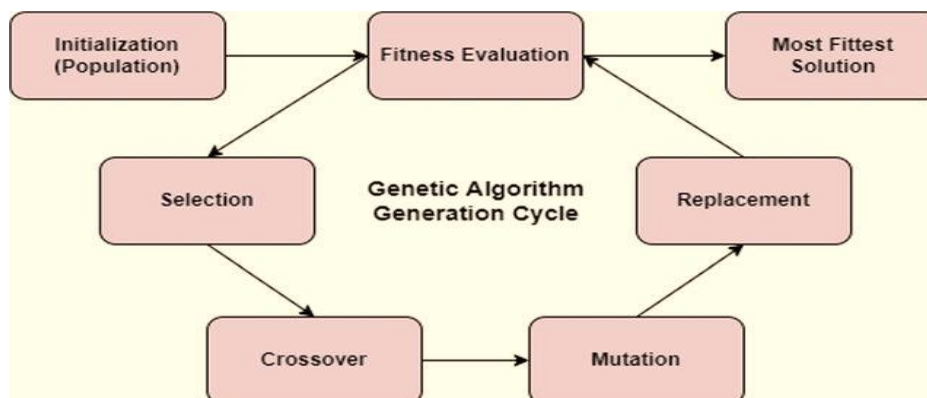 Initialization
(Population)
Fitness Evaluation
Most Fittest
Solution
Selection
Genetic Algorithm
Generation Cycle
Replacement
Crossover
Mutation